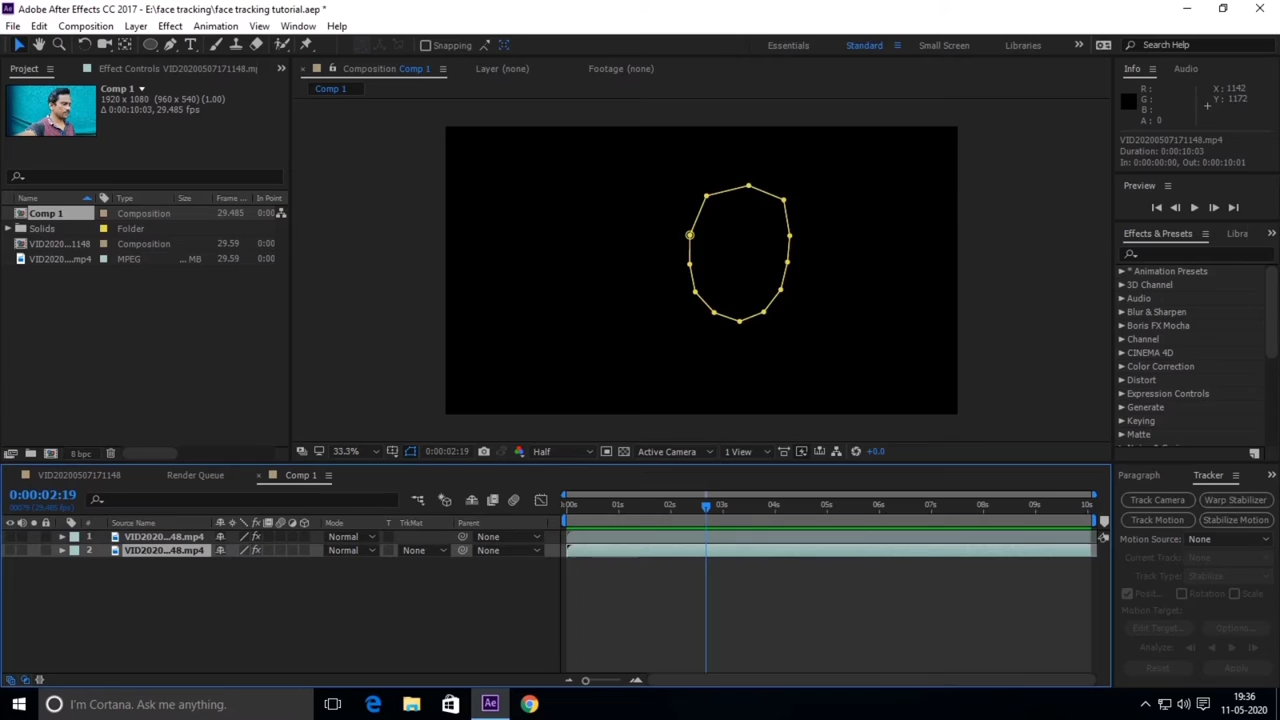 Adobe After Effects CC 2017 - E:\face tracking\face tracking tutorial.aep *
File Edit Composition Layer Effect Animation View Window Help
Snapping Essentials Standard Small Screen Libraries Search Help
Project Effect Controls VID20200507171148.mp
Composition Comp 1 Layer (none) Footage (none)
Info Audio
Comp 1
1920 x 1080 (960 x 540) (1.00)
Δ 0:00:10:03, 29.485 fps
Comp 1
R:
G:
B:
A: 0
X: 1142
Y: 1172
VID20200507171148.mp4
Duration: 0:00:10:03
In: 0:00:00:00, Out: 0:00:10:01
Preview
Name Type Size Frame ... In Point
Comp 1 Composition 29.485 0:00
Solids Folder
VID2020...1148 Composition 29.59 0:00
VID2020....mp4 MPEG ... MB 29.59 0:00
Effects & Presets Libra
* Animation Presets
3D Channel
Audio
Blur & Sharpen
Boris FX Mocha
Channel
CINEMA 4D
Color Correction
Distort
Expression Controls
Generate
Keying
Matte
8 bpc
33.3% 0:00:02:19 Half Active Camera 1 View +0.0
VID20200507171148 Render Queue Comp 1
Paragraph Tracker
0:00:02:19
00079 (29.485 fps)
:00s 01s 02s 03s 04s 05s 06s 07s 08s 09s 10s
# Source Name Mode T TrkMat Parent
1 VID2020...48.mp4 Normal None
2 VID2020...48.mp4 Normal None None
Track Camera Warp Stabilizer
Track Motion Stabilize Motion
Motion Source: None
Current Track: None
Track Type: Stabilize
Posit... Rotation Scale
Motion Target:
Edit Target... Options...
Analyze:
Reset Apply
I'm Cortana. Ask me anything.
Ae
19:36
11-05-2020